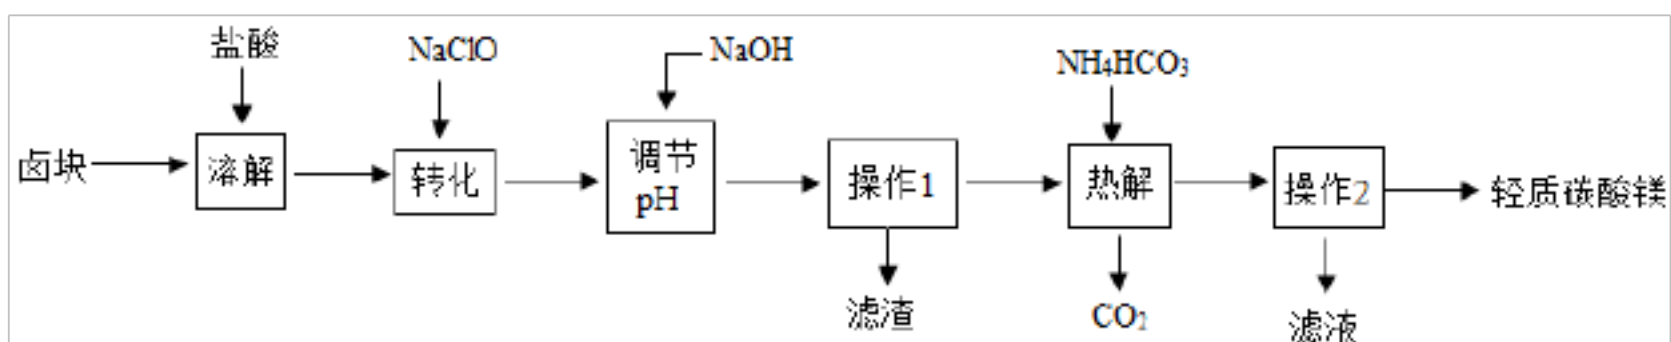 盐酸
NaClO
NaOH
NH₄HCO₃
卤块
溶解
转化
调节
pH
操作1
热解
操作2
轻质碳酸镁
滤渣
CO₂
滤液